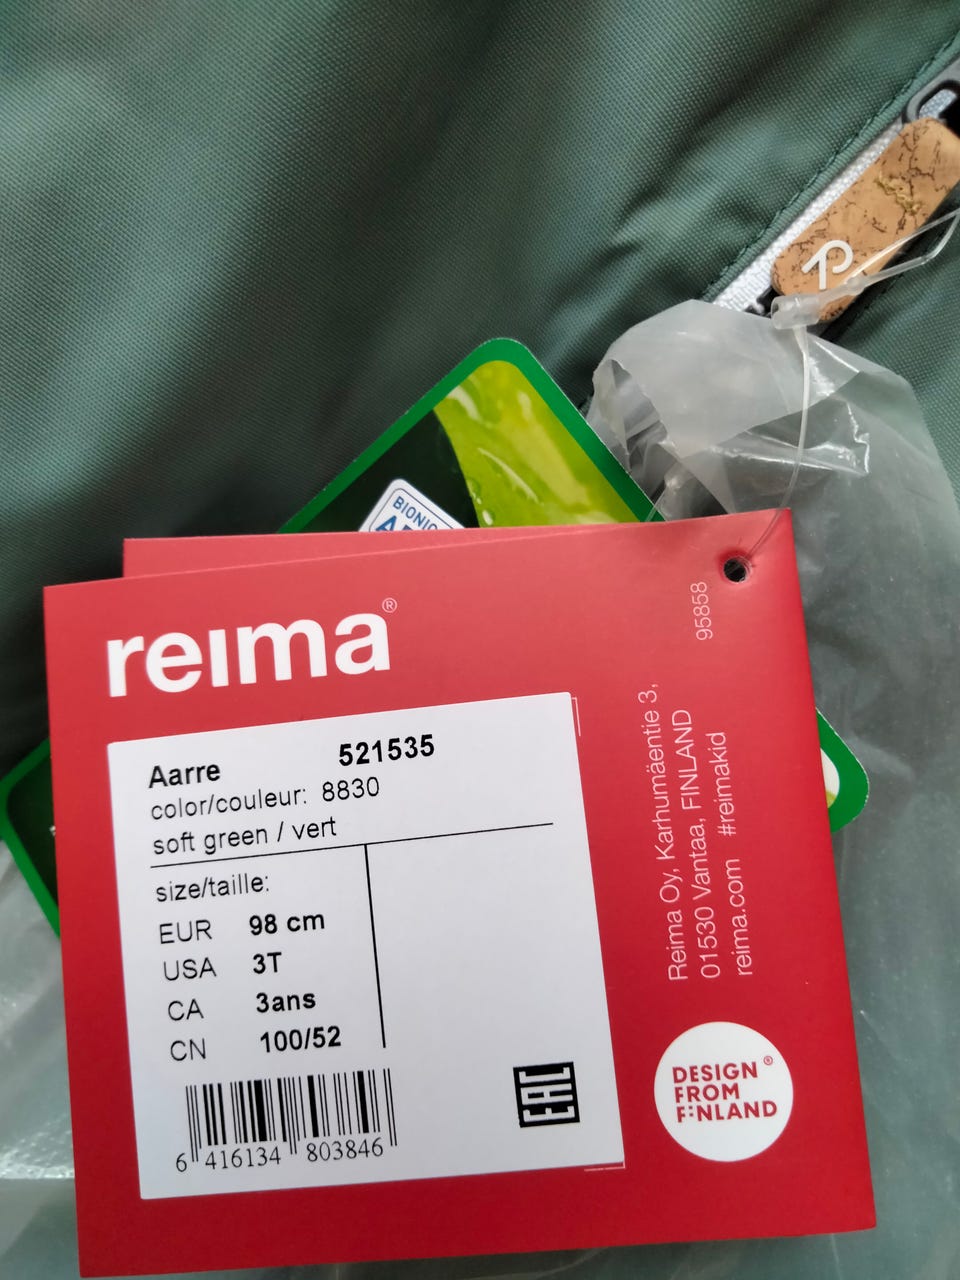 BIONIC
reima®
95858
Aarre 521535
color/couleur: 8830
soft green / vert
size/taille:
EUR 98 cm
USA 3T
CA 3ans
CN 100/52
6 416134 803846
EAC
Reima Oy, Karhumäentie 3,
01530 Vantaa, FINLAND
reima.com #reimakid
DESIGN ®
FROM
FINLAND